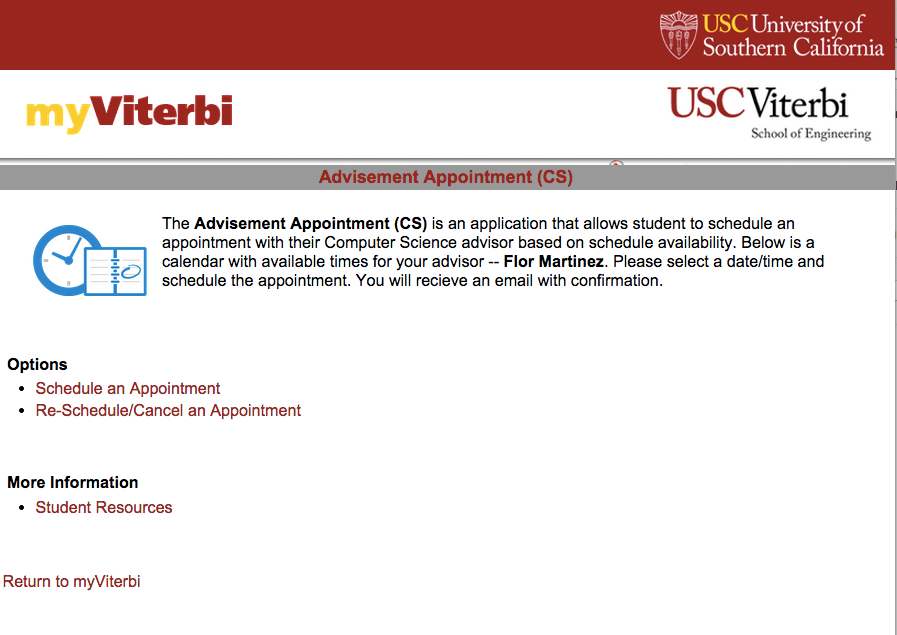 USC University of
Southern California
myViterbi
USC Viterbi
School of Engineering
Advisement Appointment (CS)
The Advisement Appointment (CS) is an application that allows student to schedule an
appointment with their Computer Science advisor based on schedule availability. Below is a
calendar with available times for your advisor -- Flor Martinez. Please select a date/time and
schedule the appointment. You will recieve an email with confirmation.
Options
• Schedule an Appointment
• Re-Schedule/Cancel an Appointment
More Information
• Student Resources
Return to myViterbi